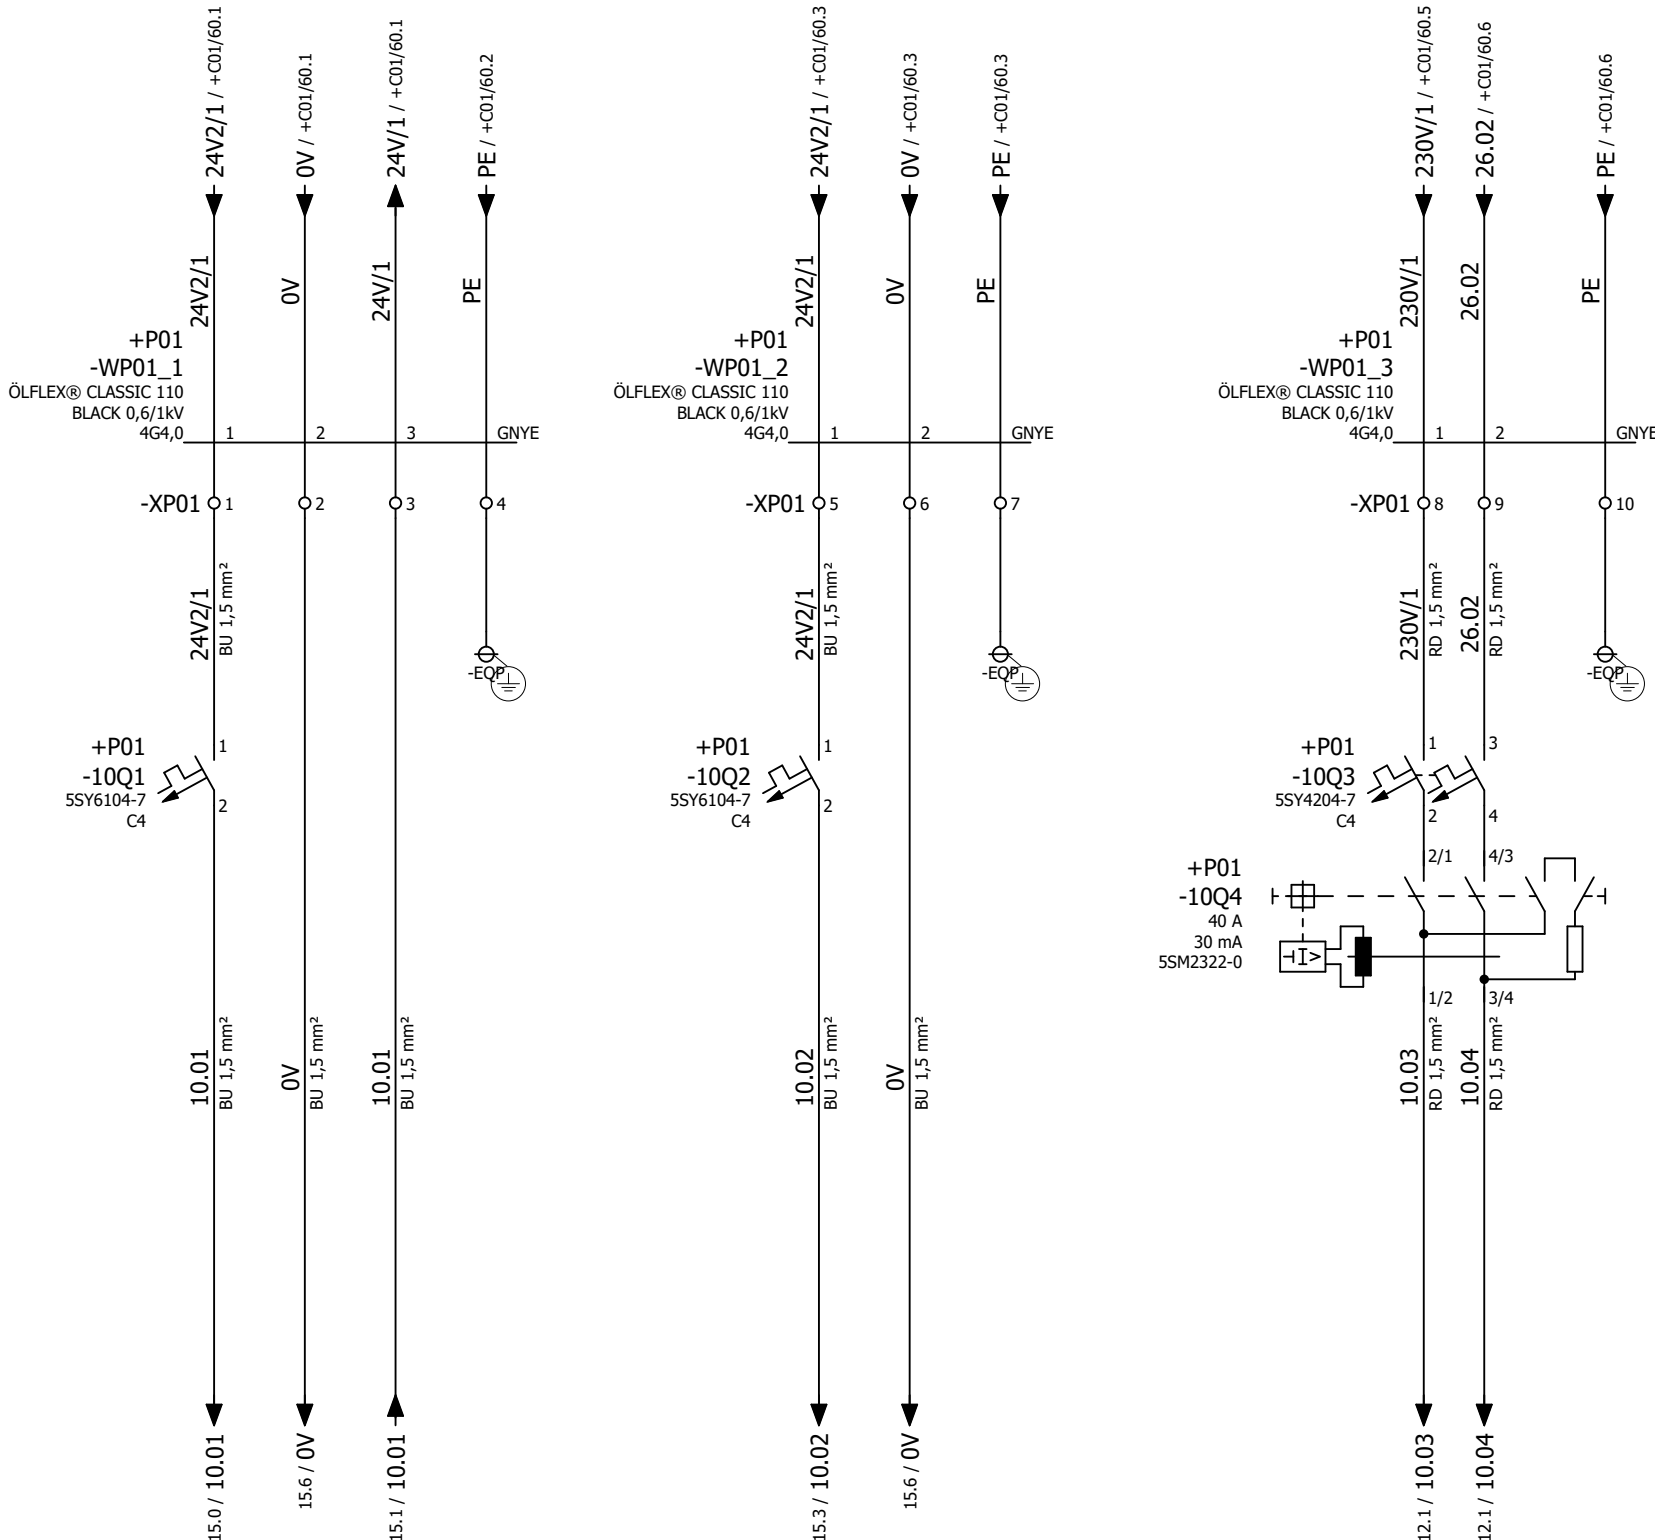 24V2/1 / +C01/60.1
0V / +C01/60.1
24V/1 / +C01/60.1
PE / +C01/60.2
24V2/1 / +C01/60.3
0V / +C01/60.3
PE / +C01/60.3
230V/1 / +C01/60.5
26.02 / +C01/60.6
PE / +C01/60.6
24V2/1
0V
24V/1
PE
24V2/1
0V
PE
230V/1
26.02
PE
+P01
-WP01_1
ÖLFLEX® CLASSIC 110
BLACK 0,6/1kV
4G4,0
1
2
3
GNYE
+P01
-WP01_2
ÖLFLEX® CLASSIC 110
BLACK 0,6/1kV
4G4,0
1
2
GNYE
+P01
-WP01_3
ÖLFLEX® CLASSIC 110
BLACK 0,6/1kV
4G4,0
1
2
GNYE
-XP01
1
2
3
4
-XP01
5
6
7
-XP01
8
9
10
24V2/1
BU 1,5 mm²
24V2/1
BU 1,5 mm²
230V/1
RD 1,5 mm²
26.02
RD 1,5 mm²
-EQP
-EQP
-EQP
+P01
-10Q1
5SY6104-7
C4
1
2
+P01
-10Q2
5SY6104-7
C4
1
2
+P01
-10Q3
5SY4204-7
C4
1
3
2
4
+P01
-10Q4
40 A
30 mA
5SM2322-0
2/1
4/3
I>
1/2
3/4
10.01
BU 1,5 mm²
0V
BU 1,5 mm²
10.01
BU 1,5 mm²
10.02
BU 1,5 mm²
0V
BU 1,5 mm²
10.03
RD 1,5 mm²
10.04
RD 1,5 mm²
15.0 / 10.01
15.6 / 0V
15.1 / 10.01
15.3 / 10.02
15.6 / 0V
12.1 / 10.03
12.1 / 10.04